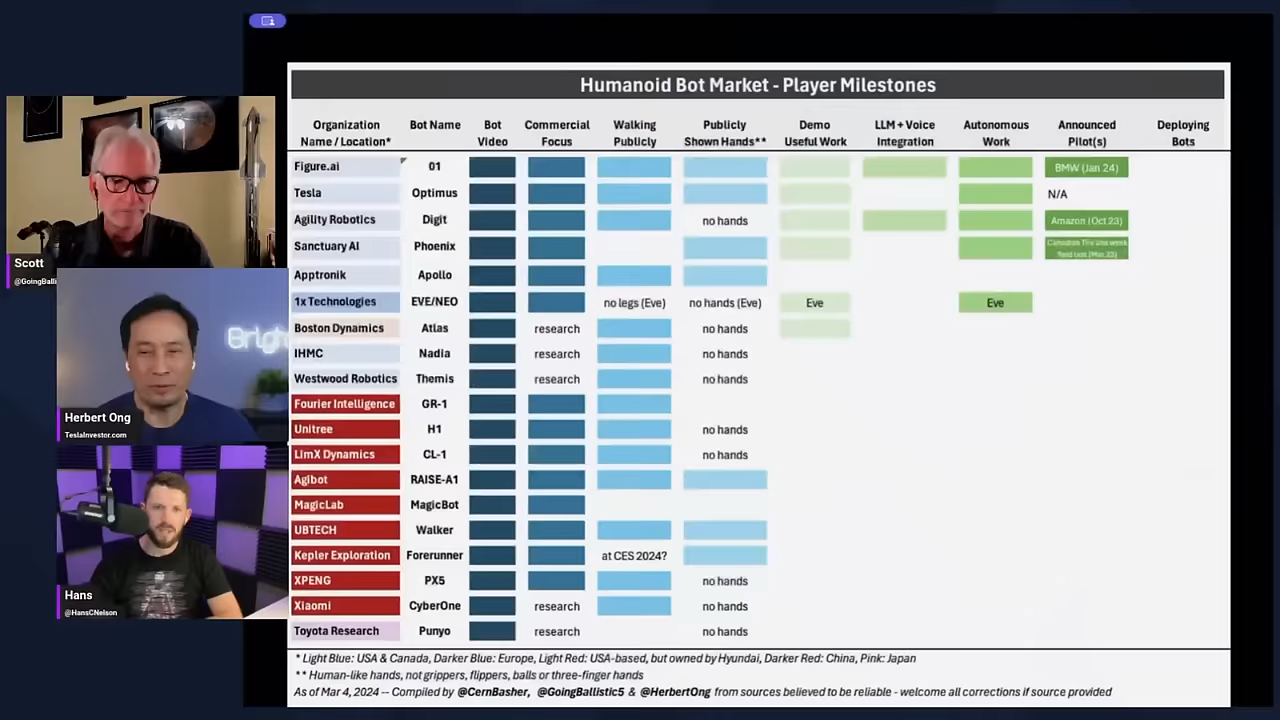 Humanoid Bot Market - Player Milestones
Organization Name / Location* Bot Name Bot Video Commercial Focus Walking Publicly Publicly Shown Hands** Demo Useful Work LLM + Voice Integration Autonomous Work Announced Pilot(s) Deploying Bots
Figure.ai 01 BMW (Jan 24)
Tesla Optimus N/A
Agility Robotics Digit no hands Amazon (Oct 23)
Sanctuary AI Phoenix Canadian Tire
Apptronik Apollo
1x Technologies EVE/NEO no legs (Eve) no hands (Eve) Eve Eve
Boston Dynamics Atlas research no hands
IHMC Nadia research no hands
Westwood Robotics Themis research no hands
Fourier Intelligence GR-1
Unitree H1 no hands
LimX Dynamics CL-1 no hands
Agibot RAISE-A1
MagicLab MagicBot
UBTECH Walker
Kepler Exploration Forerunner at CES 2024?
XPENG PX5 no hands
Xiaomi CyberOne research no hands
Toyota Research Punyo research no hands
* Light Blue: USA & Canada, Darker Blue: Europe, Light Red: USA-based, but owned by Hyundai, Darker Red: China, Pink: Japan
** Human-like hands, not grippers, flippers, balls or three-finger hands
As of Mar 4, 2024 -- Compiled by @CernBasher, @GoingBallistic5 & @HerbertOng from sources believed to be reliable - welcome all corrections if source provided
Scott
@GoingBalli
Brigh
Herbert Ong
TeslaInvestor.com
Hans
@HansCNelson